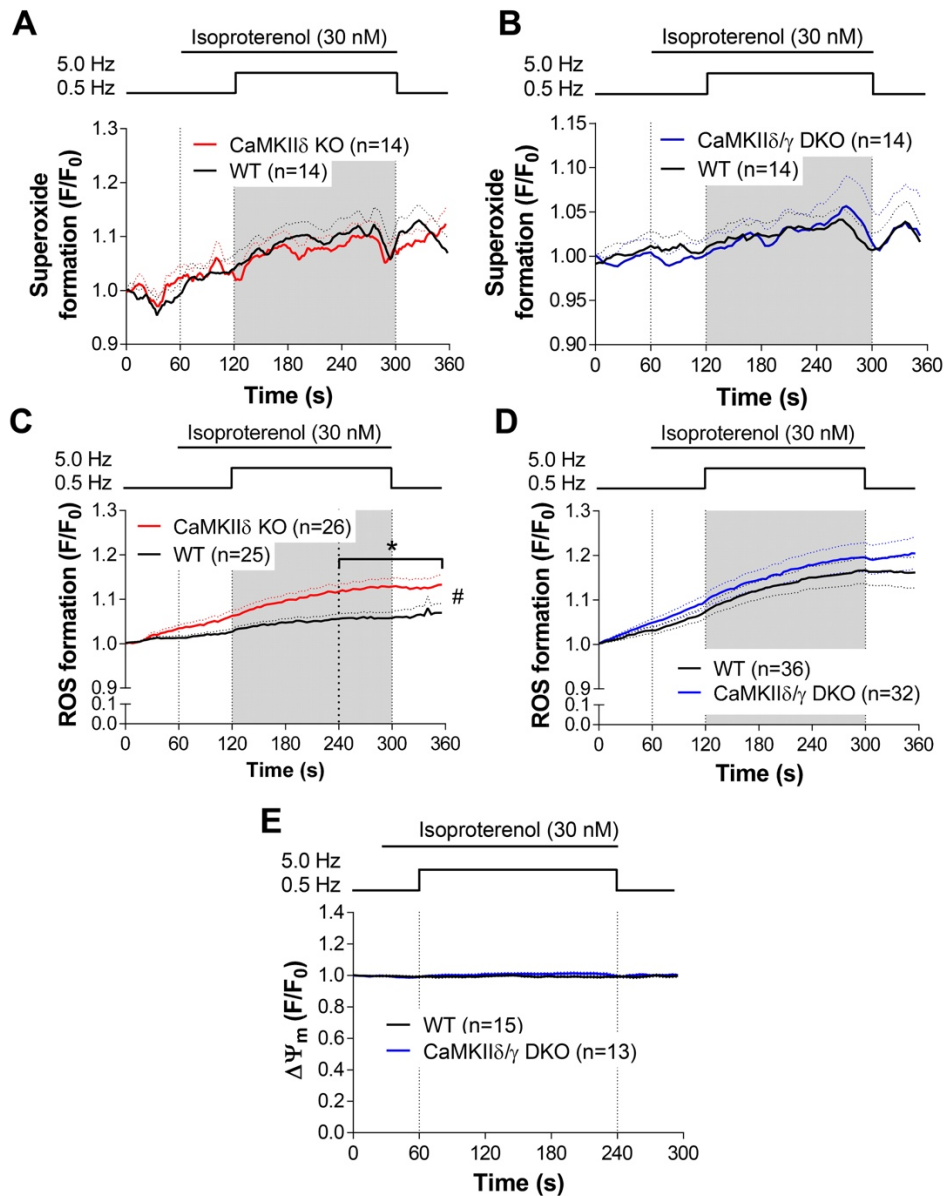 A
Isoproterenol (30 nM)
5.0 Hz
0.5 Hz
Superoxide
formation (F/F0)
1.3
1.2
1.1
1.0
0.9
CaMKIIδ KO (n=14)
WT (n=14)
0 60 120 180 240 300 360
Time (s)
B
Isoproterenol (30 nM)
5.0 Hz
0.5 Hz
Superoxide
formation (F/F0)
1.15
1.10
1.05
1.00
0.95
0.90
CaMKIIδ/γ DKO (n=14)
WT (n=14)
0 60 120 180 240 300 360
Time (s)
C
Isoproterenol (30 nM)
5.0 Hz
0.5 Hz
ROS formation (F/F0)
1.3
1.2
1.1
1.0
0.9
0.1
0.0
CaMKIIδ KO (n=26)
WT (n=25)
*
#
0 60 120 180 240 300 360
Time (s)
D
Isoproterenol (30 nM)
5.0 Hz
0.5 Hz
ROS formation (F/F0)
1.3
1.2
1.1
1.0
0.9
0.1
0.0
WT (n=36)
CaMKIIδ/γ DKO (n=32)
0 60 120 180 240 300 360
Time (s)
E
Isoproterenol (30 nM)
5.0 Hz
0.5 Hz
ΔΨm (F/F0)
1.4
1.2
1.0
0.8
0.6
0.4
0.2
0.0
WT (n=15)
CaMKIIδ/γ DKO (n=13)
0 60 120 180 240 300
Time (s)